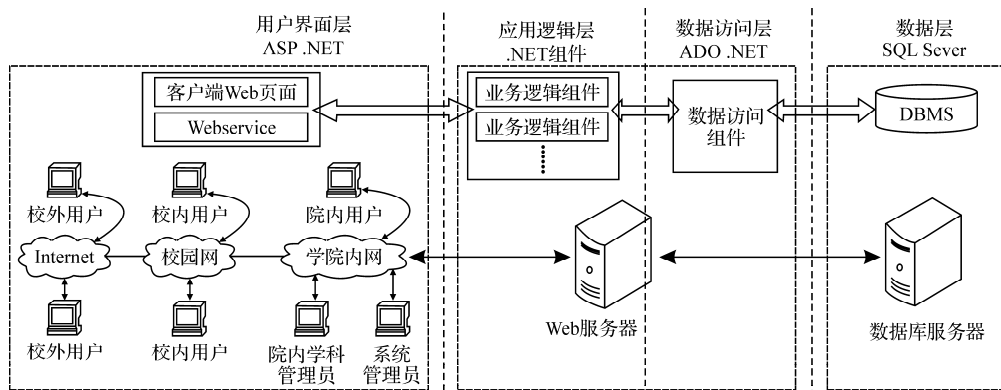 用户界面层
ASP .NET
应用逻辑层
.NET组件
数据访问层
ADO .NET
数据层
SQL Sever
客户端Web页面
Webservice
业务逻辑组件
业务逻辑组件
数据访问
组件
DBMS
校外用户
校内用户
院内用户
Internet
校园网
学院内网
校外用户
校内用户
院内学科
管理员
系统
管理员
Web服务器
数据库服务器